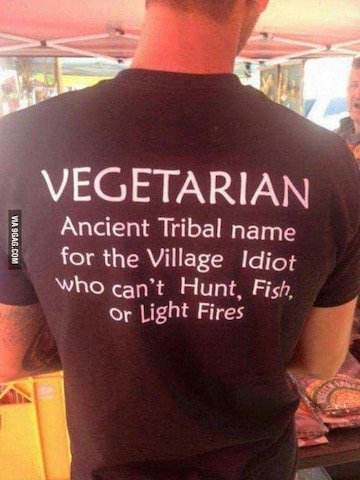 VEGETARIAN
Ancient Tribal name
for the Village Idiot
who can't Hunt, Fish,
or Light Fires
VIA 9GAG.COM